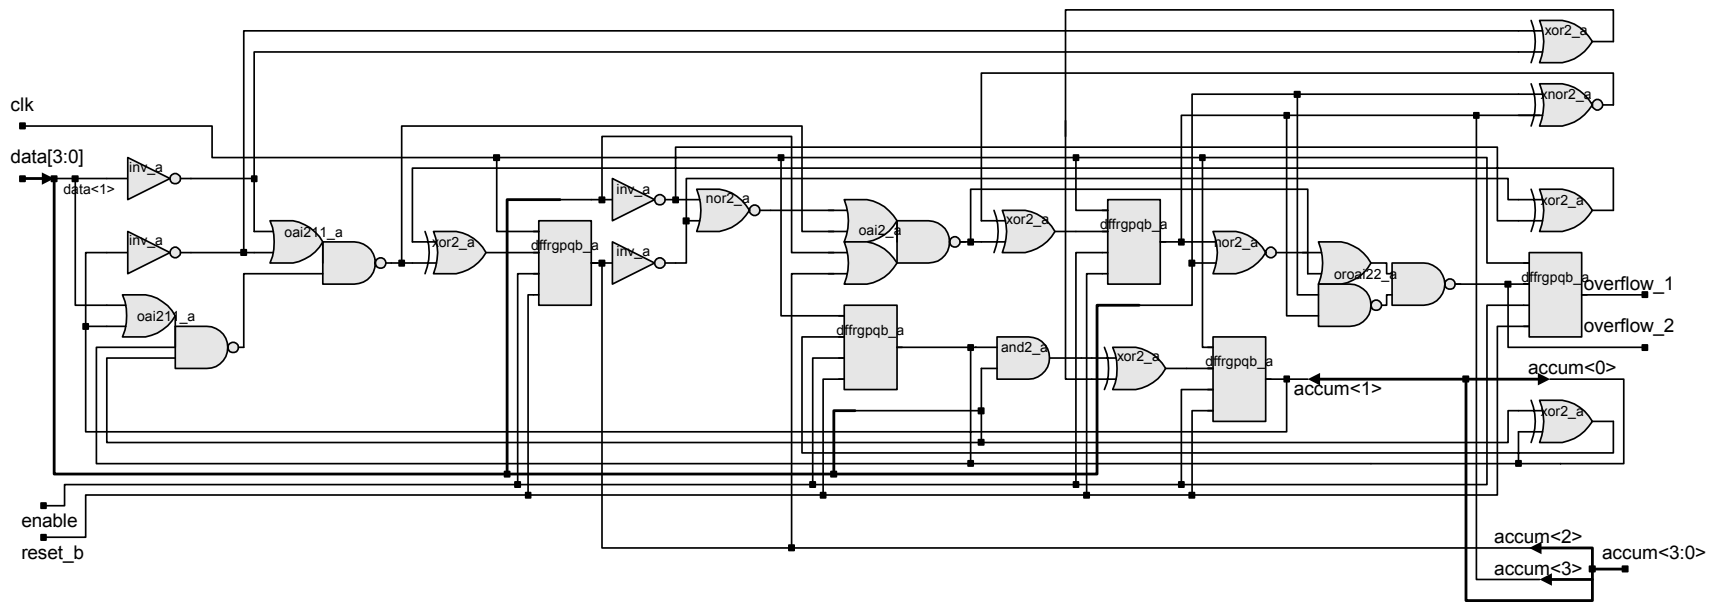 xor2_a
xnor2_a
clk
data[3:0]
data<1>
inv_a
inv_a
nor2_a
xor2_a
inv_a
oai211_a
xor2_a
dffrgpqb_a
inv_a
oai2_a
xor2_a
dffrgpqb_a
nor2_a
oroai22_a
dffrgpqb_a
overflow_1
oai211_a
dffrgpqb_a
overflow_2
and2_a
xor2_a
dffrgpqb_a
accum<1>
accum<0>
xor2_a
enable
reset_b
accum<2>
accum<3:0>
accum<3>